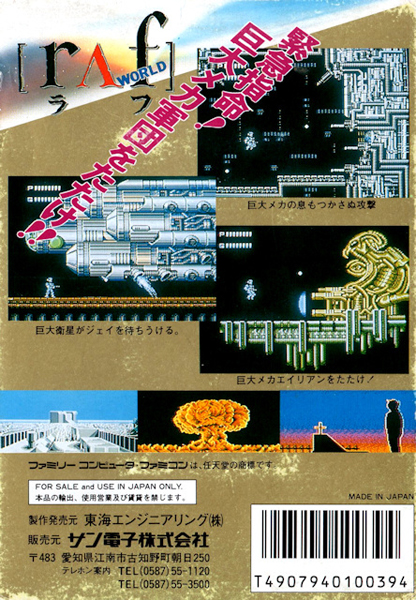 [rΛf]
WORLD
ラフ
緊急指命!
巨大メカ軍団をたたけ!!
巨大メカの息もつかさぬ攻撃
巨大衛星がジェイを待ちうける。
巨大メカエイリアンをたたけ!
ファミリー コンピュータ・ファミコンは、任天堂の商標です。
FOR SALE and USE IN JAPAN ONLY.
本品の輸出、使用営業及び賃貸を禁じます。
MADE IN JAPAN
製作発売元 東海エンジニアリング(株)
販売元 サン電子株式会社
〒483 愛知県江南市古知野町朝日250
テレホン案内 TEL(0587)55-1120
TEL(0587)55-3500
T4907940100394